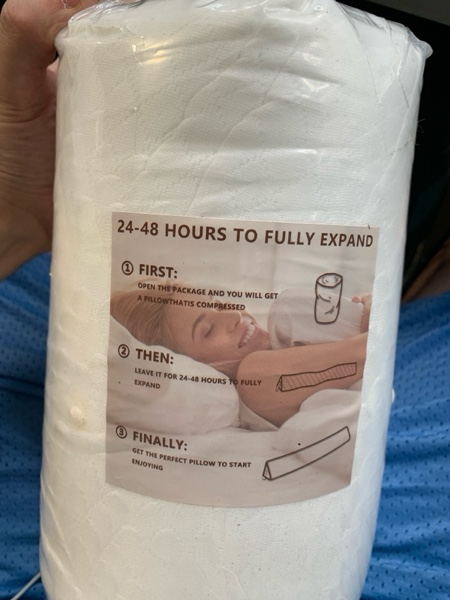 24-48 HOURS TO FULLY EXPAND
① FIRST:
OPEN THE PACKAGE AND YOU WILL GET
A PILLOWTHATIS COMPRESSED
② THEN:
LEAVE IT FOR 24-48 HOURS TO FULLY
EXPAND
③ FINALLY:
GET THE PERFECT PILLOW TO START
ENJOYING